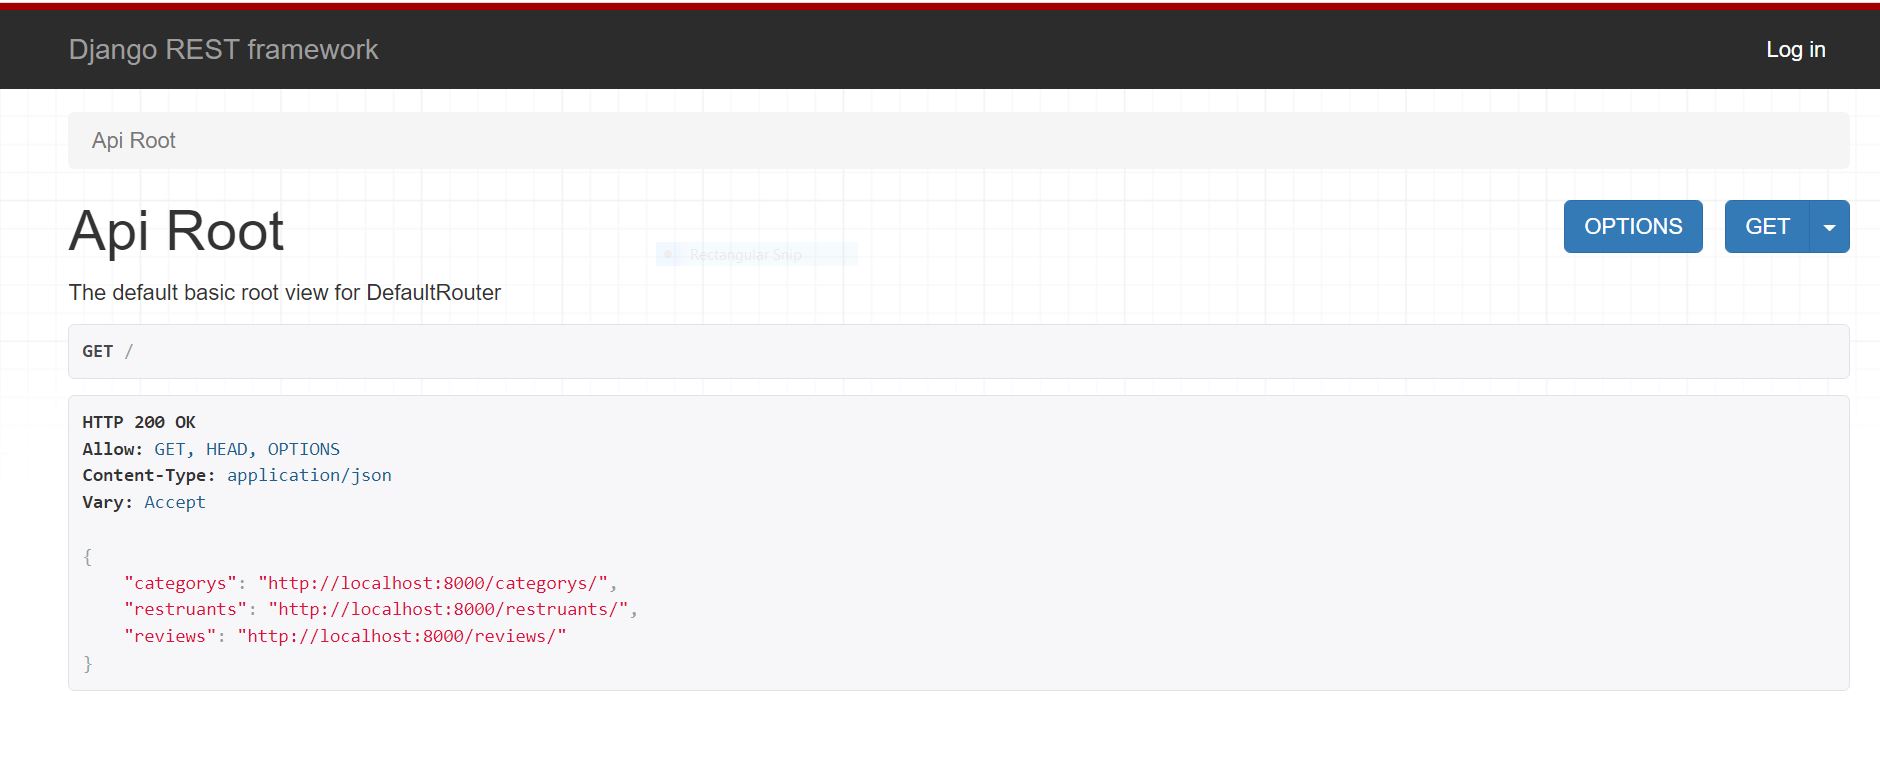 Django REST framework
Log in
Api Root
Api Root
OPTIONS
GET
Rectangular Snip
The default basic root view for DefaultRouter
GET /
HTTP 200 OK
Allow: GET, HEAD, OPTIONS
Content-Type: application/json
Vary: Accept
{
"categorys": "http://localhost:8000/categorys/",
"restruants": "http://localhost:8000/restruants/",
"reviews": "http://localhost:8000/reviews/"
}